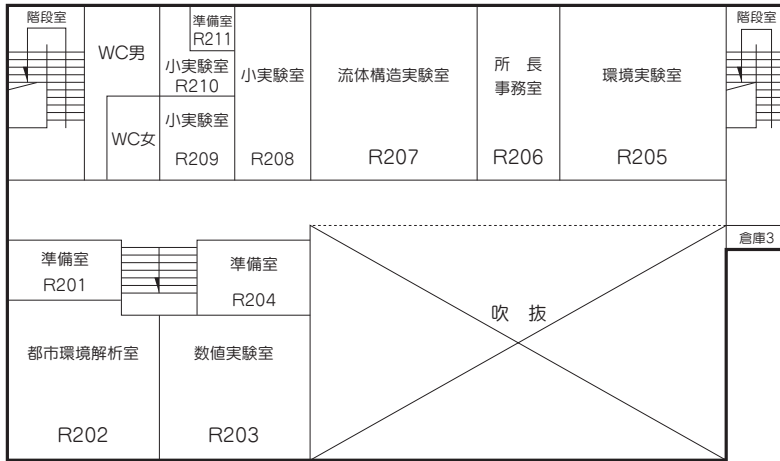 階段室
WC男
WC女
準備室
R211
小実験室
R210
小実験室
R209
小実験室
R208
流体構造実験室
R207
所 長
事務室
R206
環境実験室
R205
階段室
倉庫3
準備室
R201
準備室
R204
吹 抜
都市環境解析室
R202
数値実験室
R203